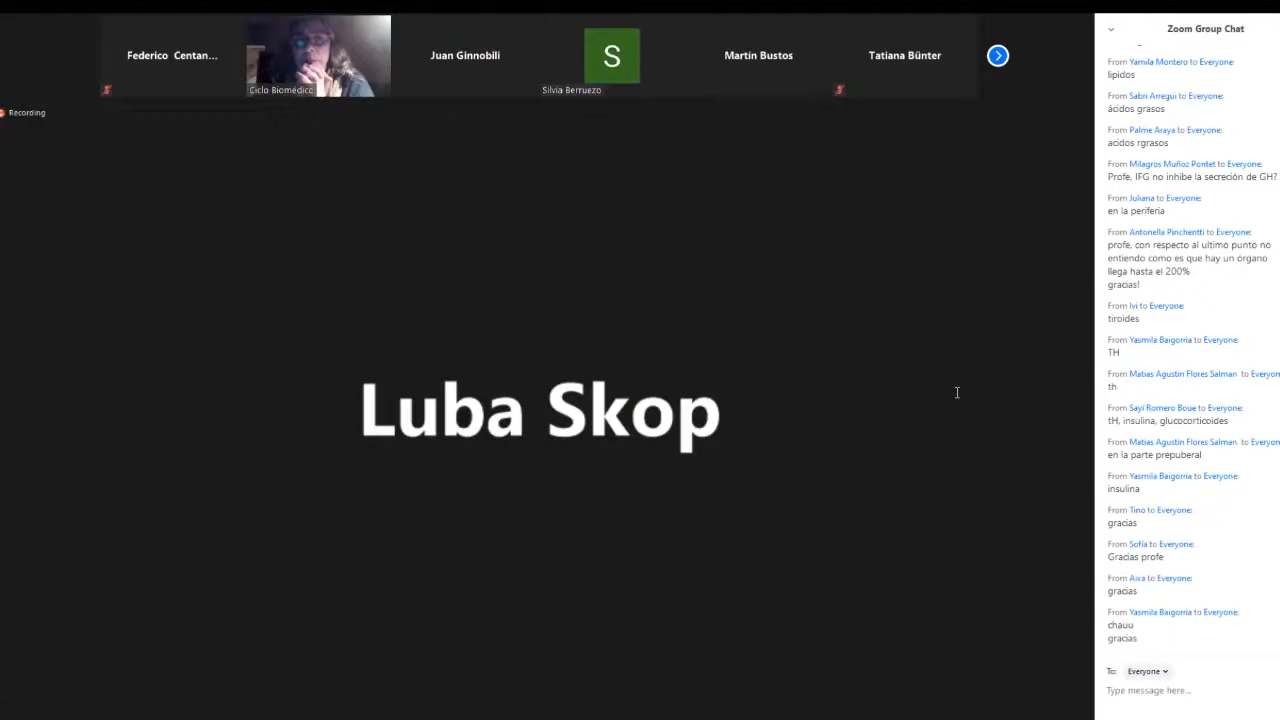 Federico Centan...
Ciclo Biomédico
Juan Ginnobili
S
Silvia Berruezo
Martín Bustos
Tatiana Bünter
Recording
Luba Skop
Zoom Group Chat
From Yamila Montero to Everyone:
lipidos
From Sabri Arregui to Everyone:
ácidos grasos
From Palme Araya to Everyone:
acidos rgrasos
From Milagros Muñoz Pontet to Everyone:
Profe, IFG no inhibe la secreción de GH?
From Juliana to Everyone:
en la periferia
From Antonella Pinchentti to Everyone:
profe, con respecto al ultimo punto no
entiendo como es que hay un órgano
llega hasta el 200%
gracias!
From Ivi to Everyone:
tiroides
From Yasmila Baigorria to Everyone:
TH
From Matias Agustin Flores Salman to Everyon
th
From Sayi Romero Boue to Everyone:
tH, insulina, glucocorticoides
From Matias Agustin Flores Salman to Everyon
en la parte prepuberal
From Yasmila Baigorria to Everyone:
insulina
From Tino to Everyone:
gracias
From Sofía to Everyone:
Gracias profe
From Aixa to Everyone:
gracias
From Yasmila Baigorria to Everyone:
chauu
gracias
To: Everyone
Type message here...